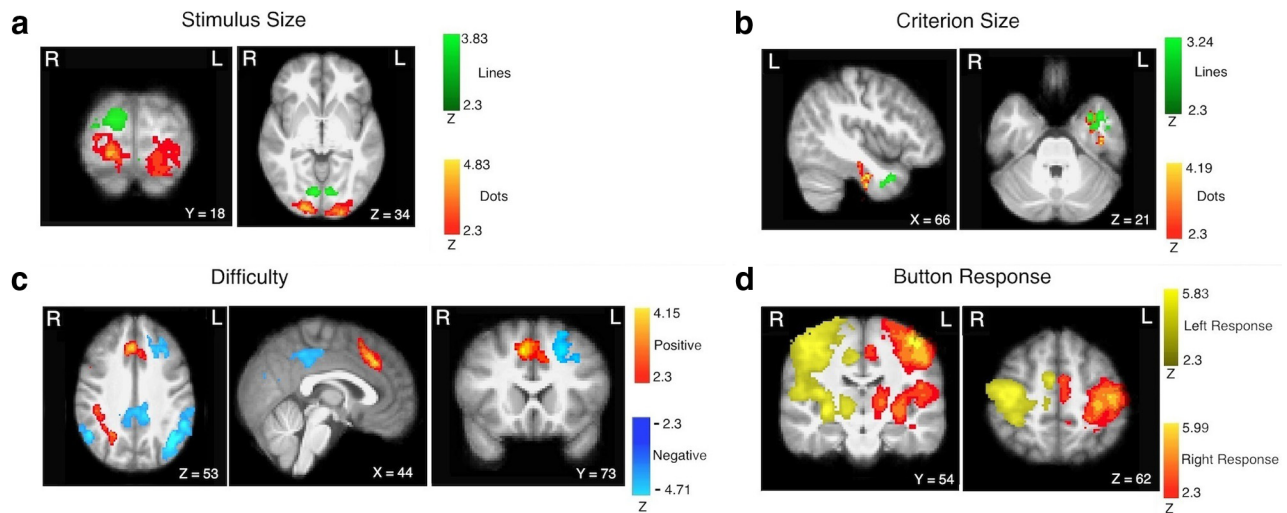 a
Stimulus Size
R
L
Y = 18
Z = 34
3.83
Lines
2.3
Z
4.83
Dots
2.3
Z
b
Criterion Size
L
R
L
X = 66
Z = 21
3.24
Lines
2.3
Z
4.19
Dots
2.3
Z
c
Difficulty
R
L
Z = 53
X = 44
R
L
Y = 73
4.15
Positive
2.3
- 2.3
Negative
- 4.71
Z
d
Button Response
R
L
Y = 54
R
L
Z = 62
5.83
Left Response
2.3
Z
5.99
Right Response
2.3
Z